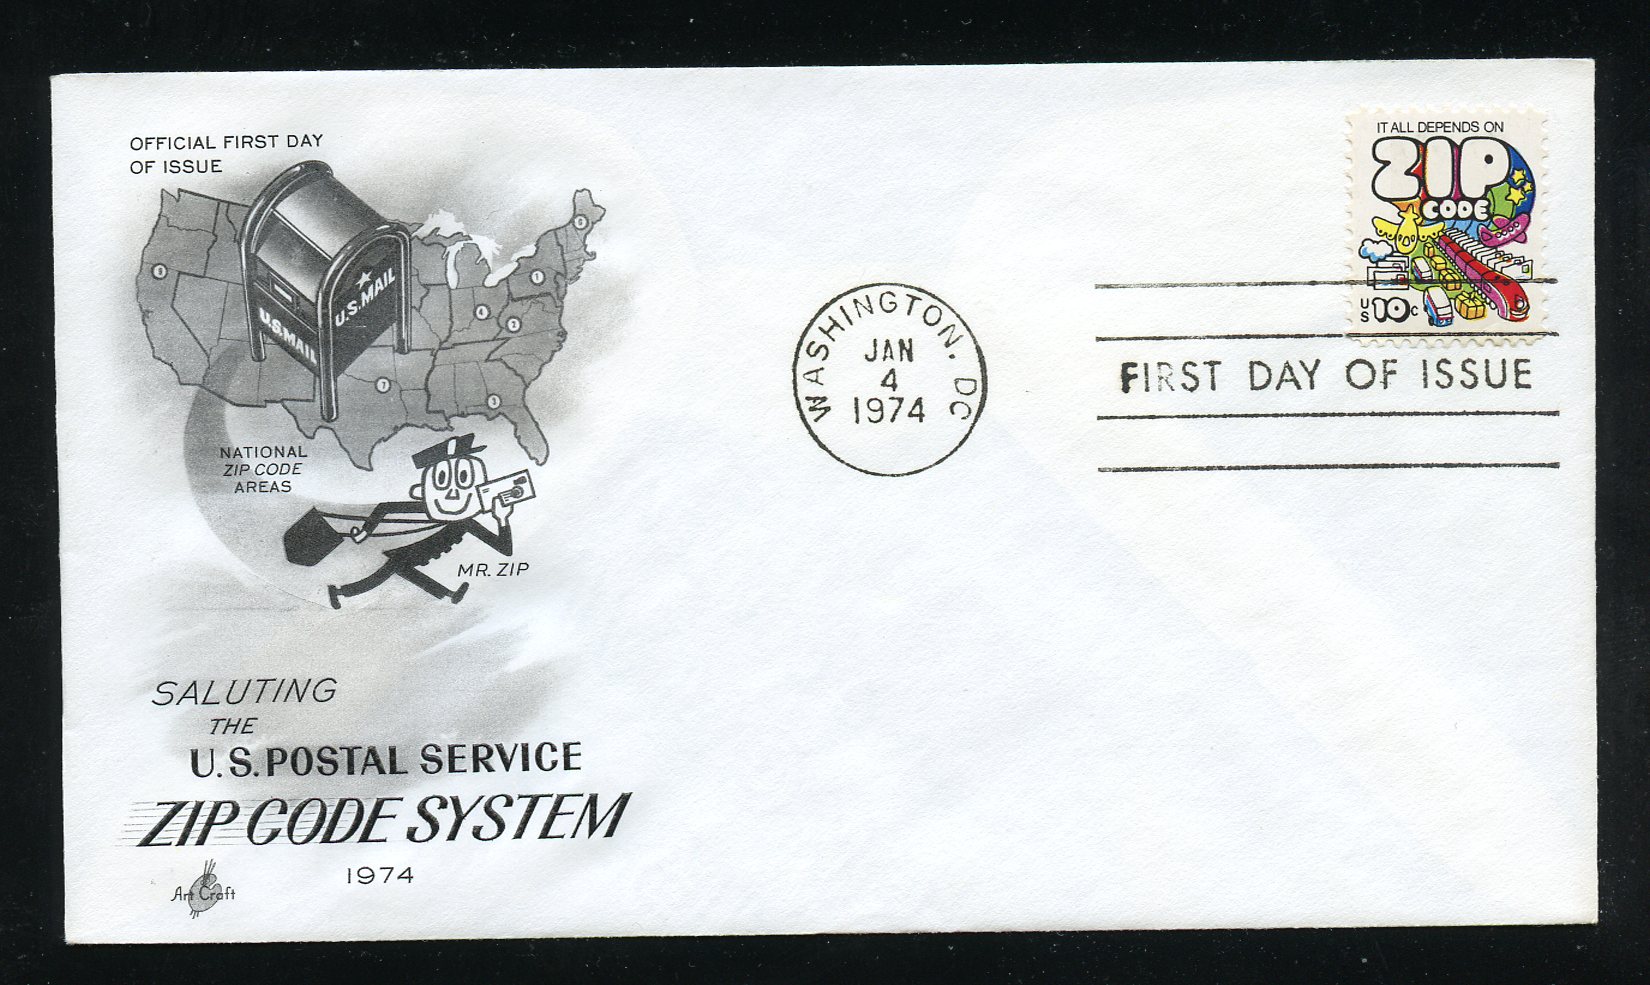 OFFICIAL FIRST DAY
OF ISSUE
U.S.MAIL
U.S.MAIL
NATIONAL
ZIP CODE
AREAS
MR. ZIP
SALUTING
THE
U.S. POSTAL SERVICE
ZIP CODE SYSTEM
1974
Art Craft
WASHINGTON. DC
JAN
4
1974
IT ALL DEPENDS ON
ZIP
CODE
US 10c
FIRST DAY OF ISSUE